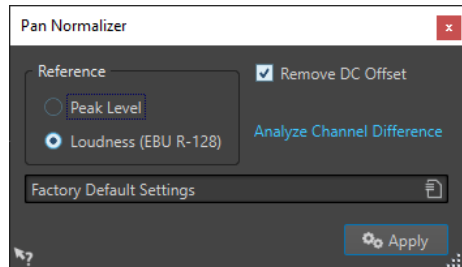 Pan Normalizer
x
Reference
Remove DC Offset
Peak Level
Analyze Channel Difference
Loudness (EBU R-128)
Factory Default Settings
Apply
?